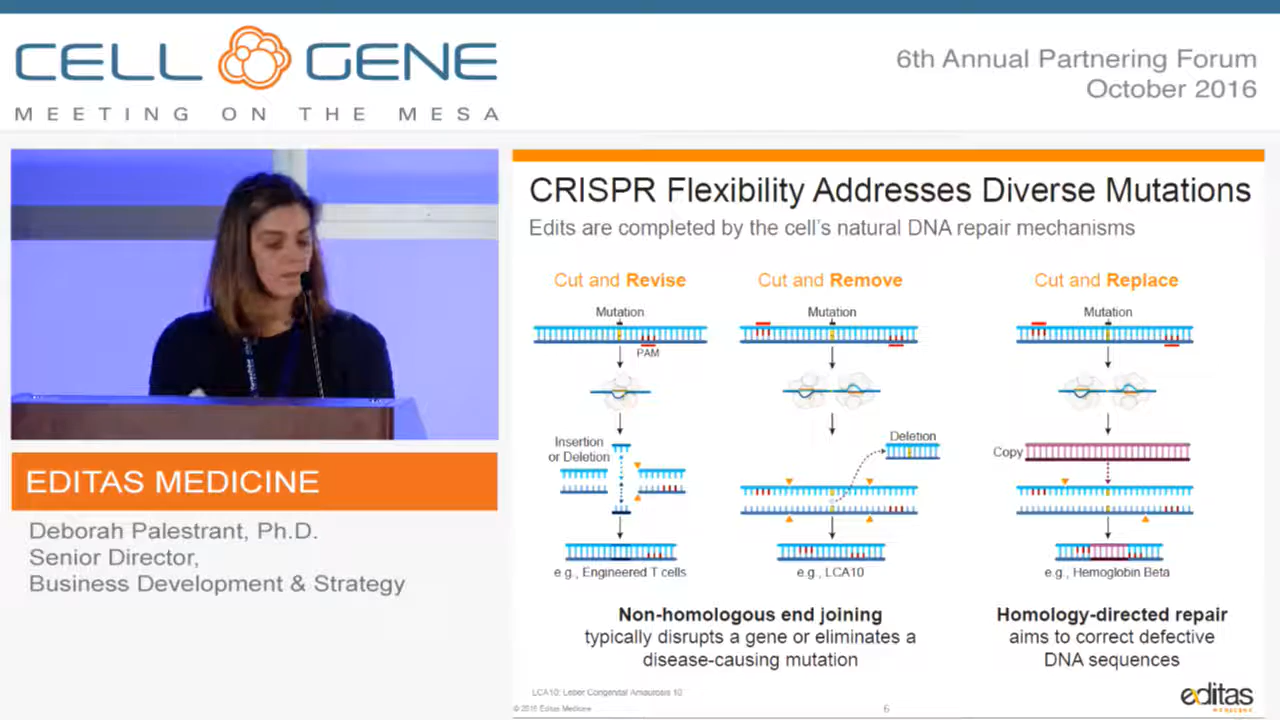 CELL GENE
MEETING ON THE MESA
6th Annual Partnering Forum
October 2016
EDITAS MEDICINE
Deborah Palestrant, Ph.D.
Senior Director,
Business Development & Strategy
CRISPR Flexibility Addresses Diverse Mutations
Edits are completed by the cell's natural DNA repair mechanisms
Cut and Revise
Mutation
PAM
Insertion
or Deletion
e.g., Engineered T cells
Cut and Remove
Mutation
Deletion
e.g., LCA10
Non-homologous end joining
typically disrupts a gene or eliminates a
disease-causing mutation
Cut and Replace
Mutation
Copy
e.g., Hemoglobin Beta
Homology-directed repair
aims to correct defective
DNA sequences
LCA10: Leber Congenital Amaurosis 10
© 2016 Editas Medicine
6
editas
MEDICINE